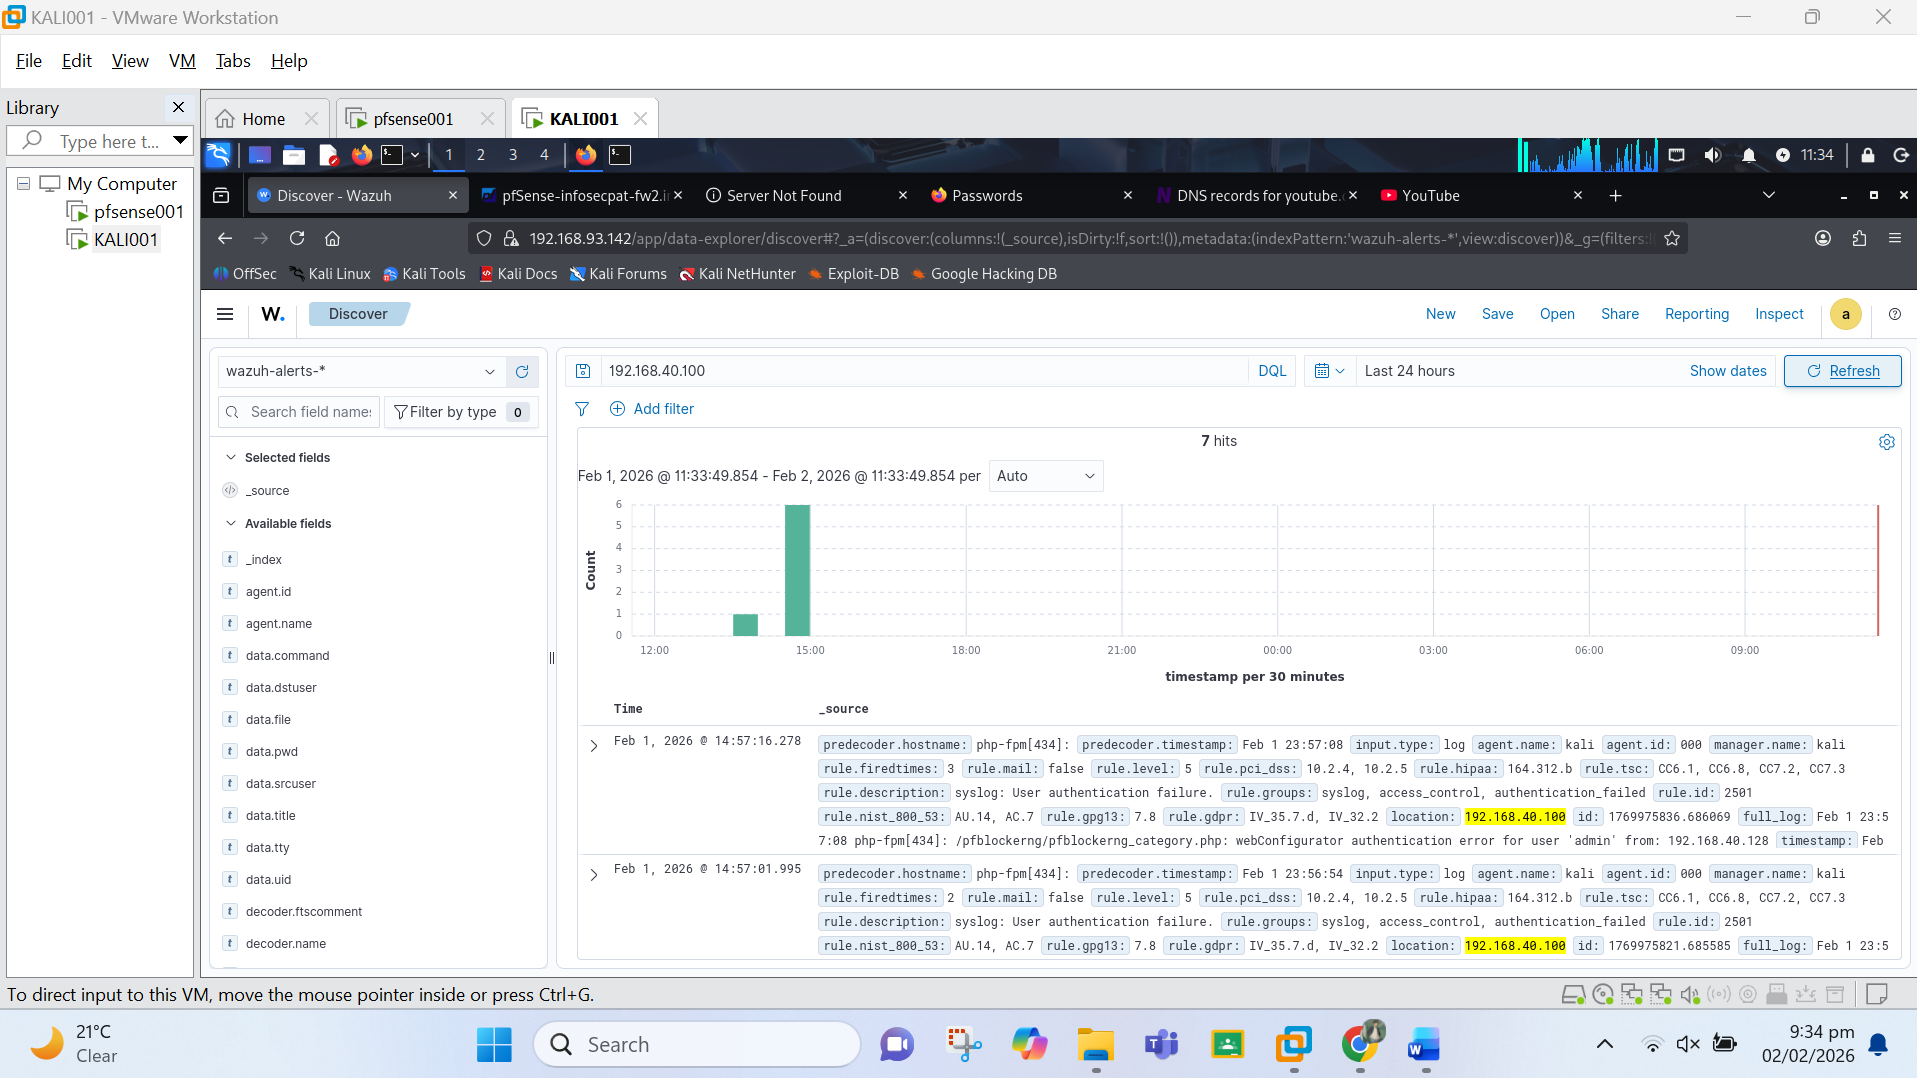 KALI001 - VMware Workstation
File Edit View VM Tabs Help
Library
Type here t...
My Computer
pfsense001
KALI001
Home
pfsense001
KALI001
1 2 3 4
11:34
Discover - Wazuh
pfSense-infosecpat-fw2.i
Server Not Found
Passwords
DNS records for youtube.
YouTube
192.168.93.142/app/data-explorer/discover#?_a=(discover:(columns:!(_source),isDirty:!f,sort:!()),metadata:(indexPattern:'wazuh-alerts-*',view:discover))&_g=(filters:!
OffSec Kali Linux Kali Tools Kali Docs Kali Forums Kali NetHunter Exploit-DB Google Hacking DB
W. Discover
New Save Open Share Reporting Inspect a
wazuh-alerts-*
192.168.40.100 DQL Last 24 hours Show dates Refresh
Search field names
Filter by type 0
Add filter
Selected fields
_source
Available fields
_index
agent.id
agent.name
data.command
data.dstuser
data.file
data.pwd
data.srcuser
data.title
data.tty
data.uid
decoder.ftscomment
decoder.name
7 hits
Feb 1, 2026 @ 11:33:49.854 - Feb 2, 2026 @ 11:33:49.854 per Auto
6
5
4
3
2
1
0
Count
12:00 15:00 18:00 21:00 00:00 03:00 06:00 09:00
timestamp per 30 minutes
Time _source
Feb 1, 2026 @ 14:57:16.278 predecoder.hostname: php-fpm[434]: predecoder.timestamp: Feb 1 23:57:08 input.type: log agent.name: kali agent.id: 000 manager.name: kali
rule.firedtimes: 3 rule.mail: false rule.level: 5 rule.pci_dss: 10.2.4, 10.2.5 rule.hipaa: 164.312.b rule.tsc: CC6.1, CC6.8, CC7.2, CC7.3
rule.description: syslog: User authentication failure. rule.groups: syslog, access_control, authentication_failed rule.id: 2501
rule.nist_800_53: AU.14, AC.7 rule.gpg13: 7.8 rule.gdpr: IV_35.7.d, IV_32.2 location: 192.168.40.100 id: 1769975836.686069 full_log: Feb 1 23:5
7:08 php-fpm[434]: /pfblockerng/pfblockerng_category.php: webConfigurator authentication error for user 'admin' from: 192.168.40.128 timestamp: Feb
Feb 1, 2026 @ 14:57:01.995 predecoder.hostname: php-fpm[434]: predecoder.timestamp: Feb 1 23:56:54 input.type: log agent.name: kali agent.id: 000 manager.name: kali
rule.firedtimes: 2 rule.mail: false rule.level: 5 rule.pci_dss: 10.2.4, 10.2.5 rule.hipaa: 164.312.b rule.tsc: CC6.1, CC6.8, CC7.2, CC7.3
rule.description: syslog: User authentication failure. rule.groups: syslog, access_control, authentication_failed rule.id: 2501
rule.nist_800_53: AU.14, AC.7 rule.gpg13: 7.8 rule.gdpr: IV_35.7.d, IV_32.2 location: 192.168.40.100 id: 1769975821.685585 full_log: Feb 1 23:5
To direct input to this VM, move the mouse pointer inside or press Ctrl+G.
21°C
Clear
Search
9:34 pm
02/02/2026